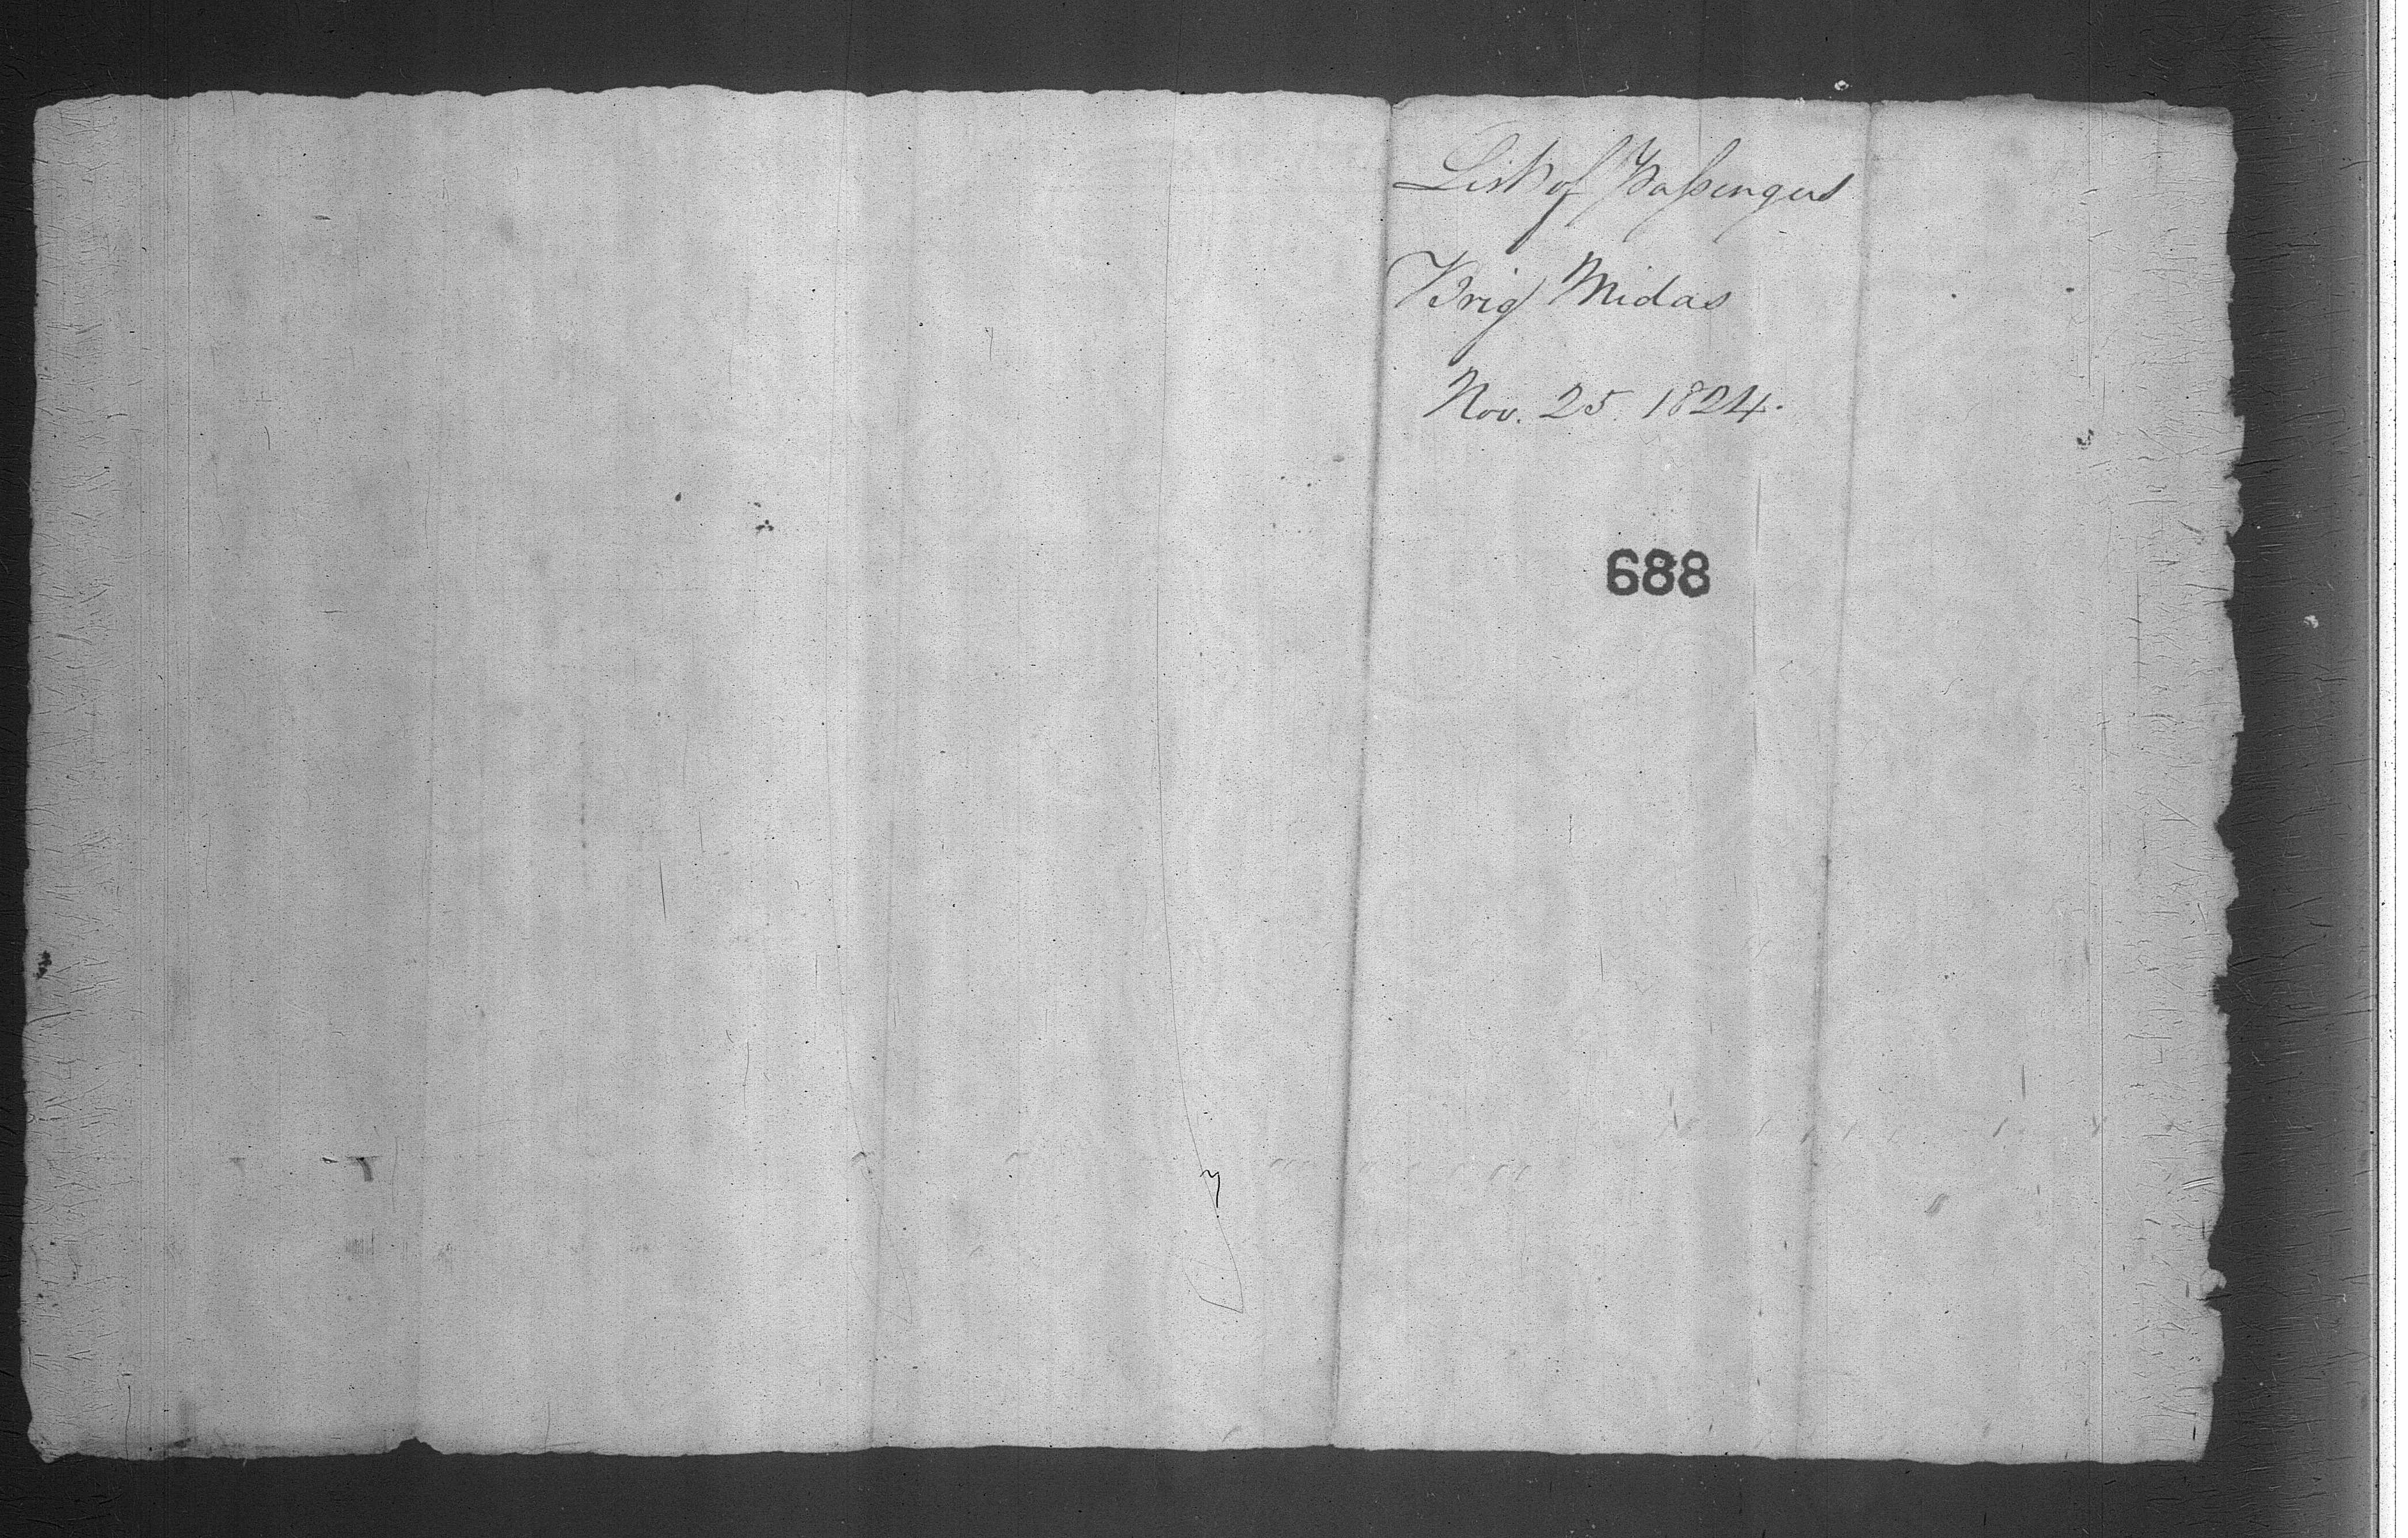 List of Passengers
Brig Midas
Nov. 25. 1824.
688